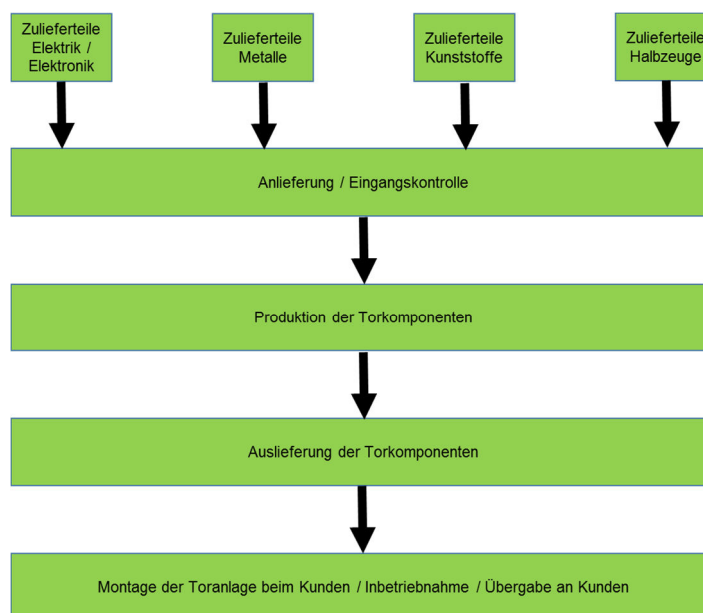 Zulieferteile
Elektrik /
Elektronik
Zulieferteile
Metalle
Zulieferteile
Kunststoffe
Zulieferteile
Halbzeuge
Anlieferung / Eingangskontrolle
Produktion der Torkomponenten
Auslieferung der Torkomponenten
Montage der Toranlage beim Kunden / Inbetriebnahme / Übergabe an Kunden